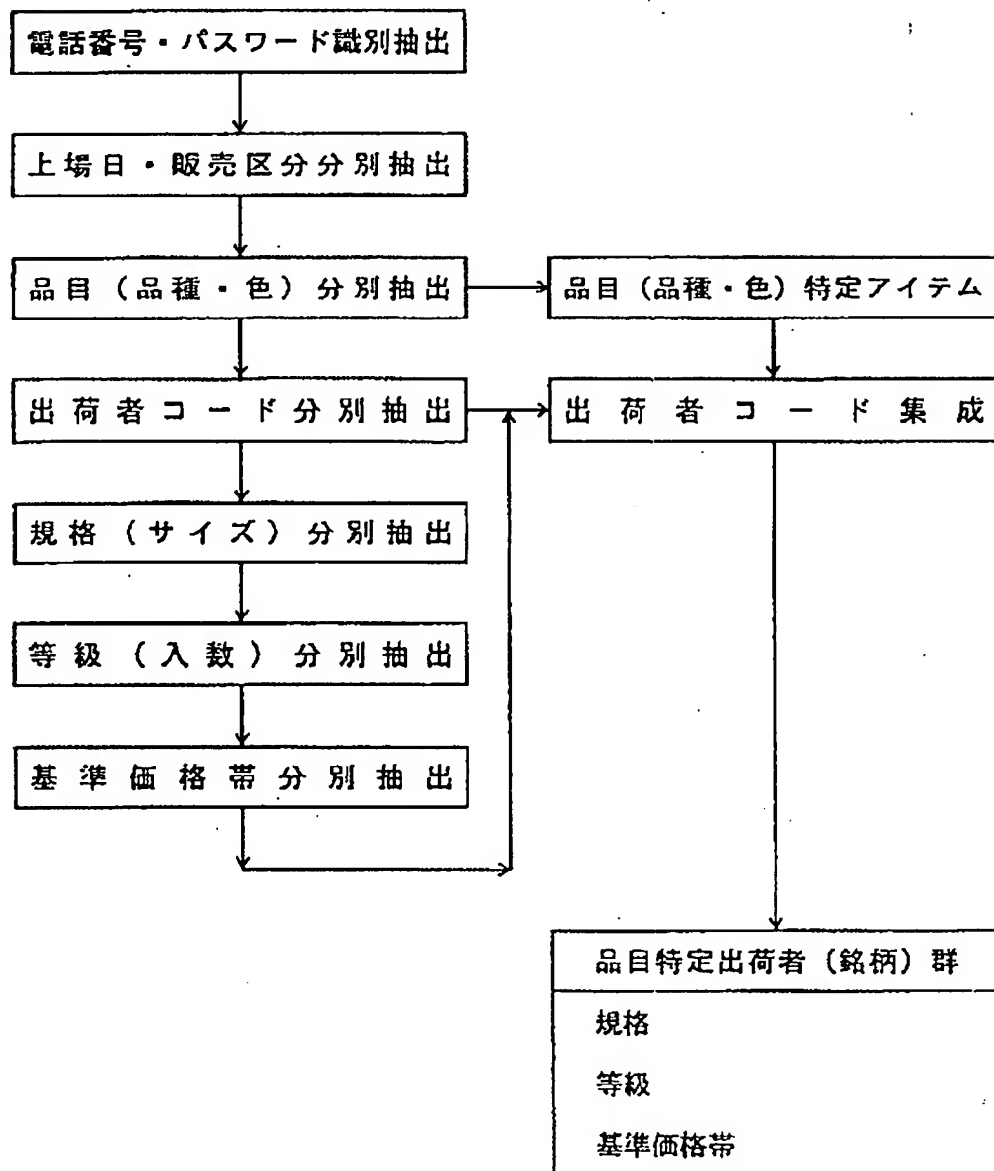 電話番号・パスワード識別抽出
上場日・販売区分分別抽出
品目（品種・色）分別抽出
品目（品種・色）特定アイテム
出荷者コード分別抽出
出荷者コード集成
規格（サイズ）分別抽出
等級（入数）分別抽出
基準価格帯分別抽出
品目特定出荷者（銘柄）群
規格
等級
基準価格帯